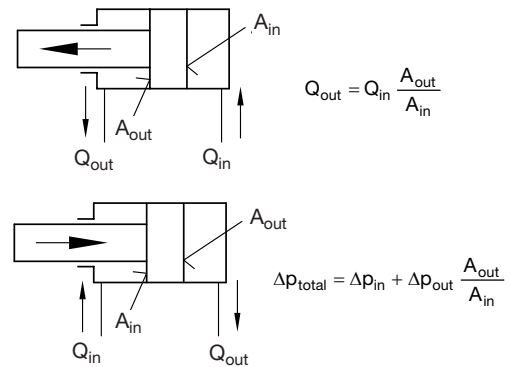 A_in
Q_out = Q_in A_out / A_in
A_out
Q_out Q_in
A_out
Δp_total = Δp_in + Δp_out A_out / A_in
A_in
Q_in Q_out